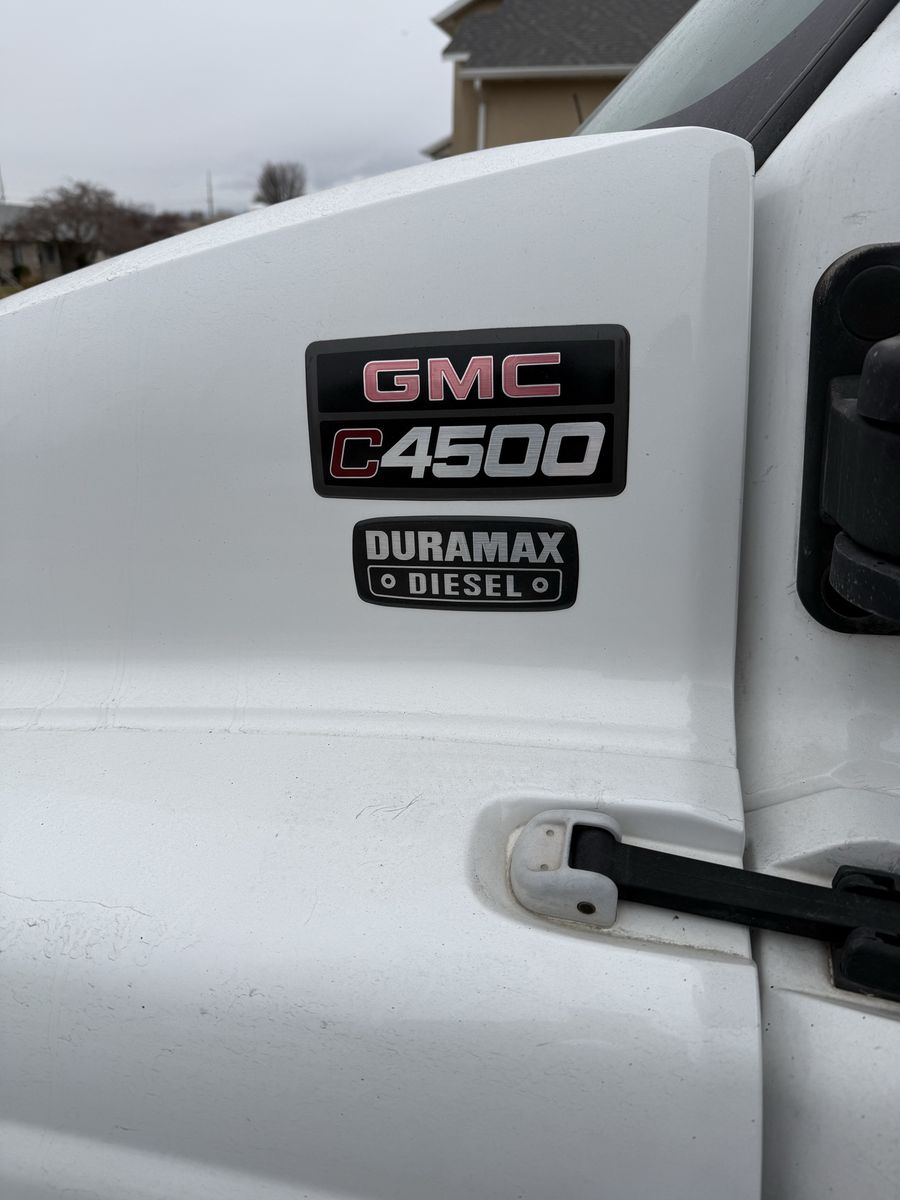 GMC
C4500
DURAMAX
DIESEL